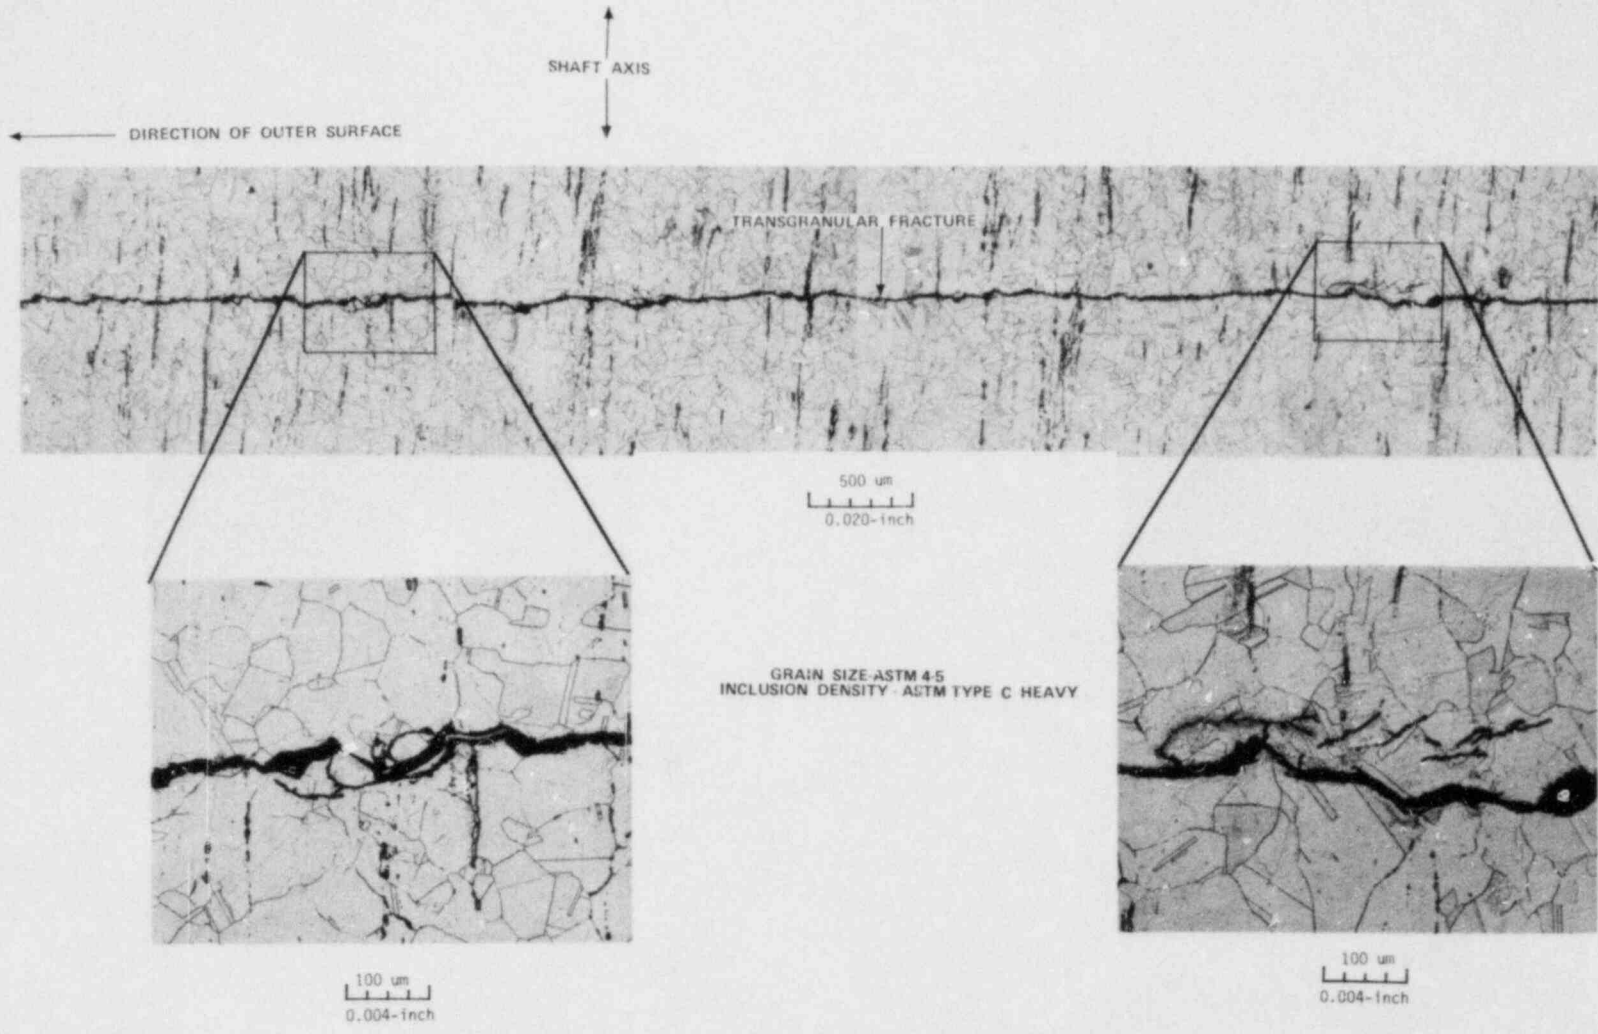 SHAFT AXIS
DIRECTION OF OUTER SURFACE
TRANSGRANULAR FRACTURE
500 um
0.020-inch
GRAIN SIZE-ASTM 4-5
INCLUSION DENSITY - ASTM TYPE C HEAVY
100 um
0.004-inch
100 um
0.004-inch